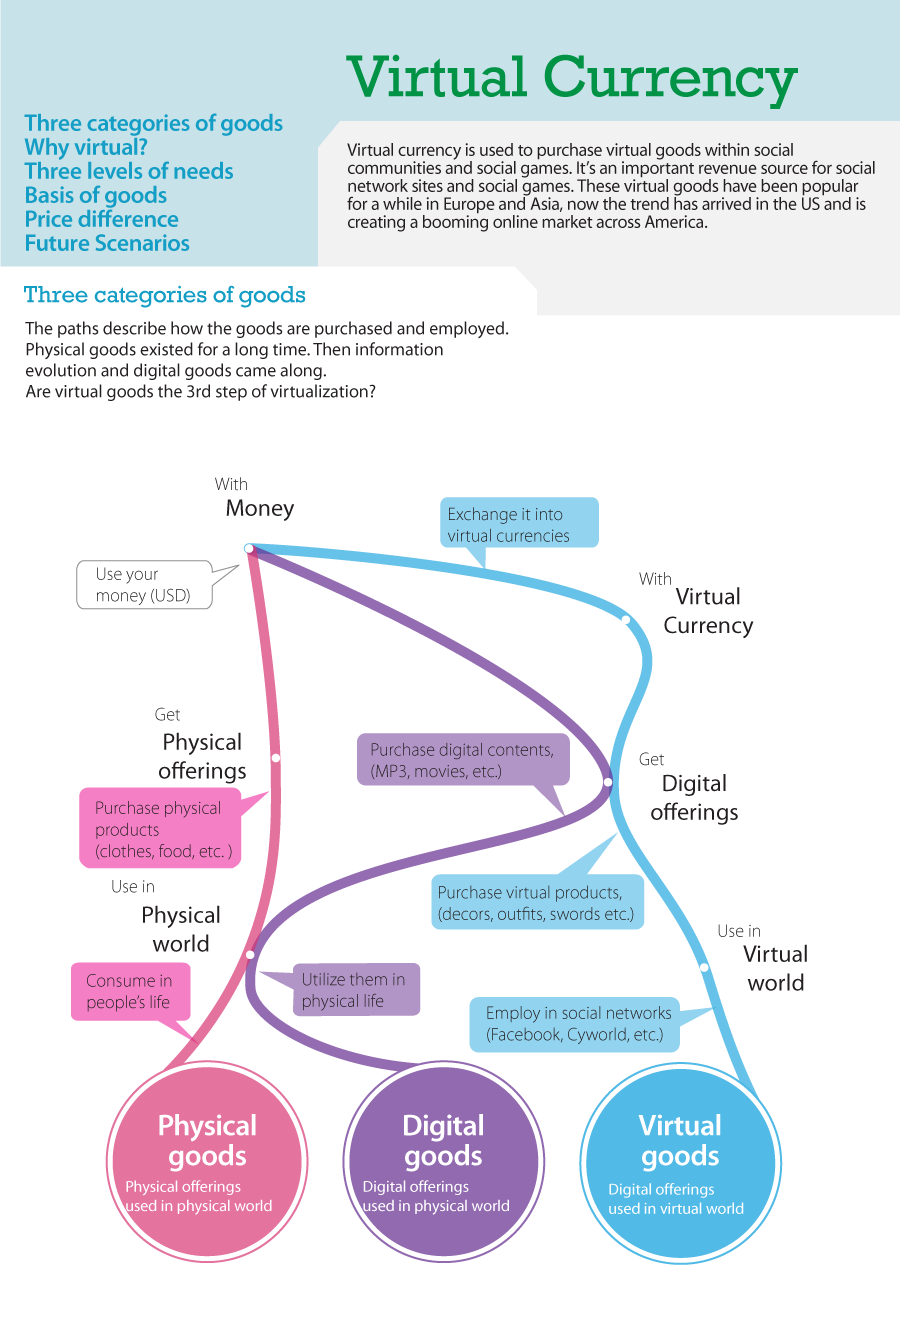 Virtual Currency
Three categories of goods
Why virtual?
Three levels of needs
Basis of goods
Price difference
Future Scenarios
Virtual currency is used to purchase virtual goods within social
communities and social games. It's an important revenue source for social
network sites and social games. These virtual goods have been popular
for a while in Europe and Asia, now the trend has arrived in the US and is
creating a booming online market across America.
Three categories of goods
The paths describe how the goods are purchased and employed.
Physical goods existed for a long time. Then information
evolution and digital goods came along.
Are virtual goods the 3rd step of virtualization?
With
Money
Exchange it into
virtual currencies
Use your
money (USD)
With
Virtual
Currency
Get
Physical
offerings
Purchase digital contents,
(MP3, movies, etc.)
Get
Digital
offerings
Purchase physical
products
(clothes, food, etc. )
Use in
Physical
world
Purchase virtual products,
(decors, outfits, swords etc.)
Use in
Virtual
world
Consume in
people's life
Utilize them in
physical life
Employ in social networks
(Facebook, Cyworld, etc.)
Physical
goods
Physical offerings
used in physical world
Digital
goods
Digital offerings
used in physical world
Virtual
goods
Digital offerings
used in virtual world